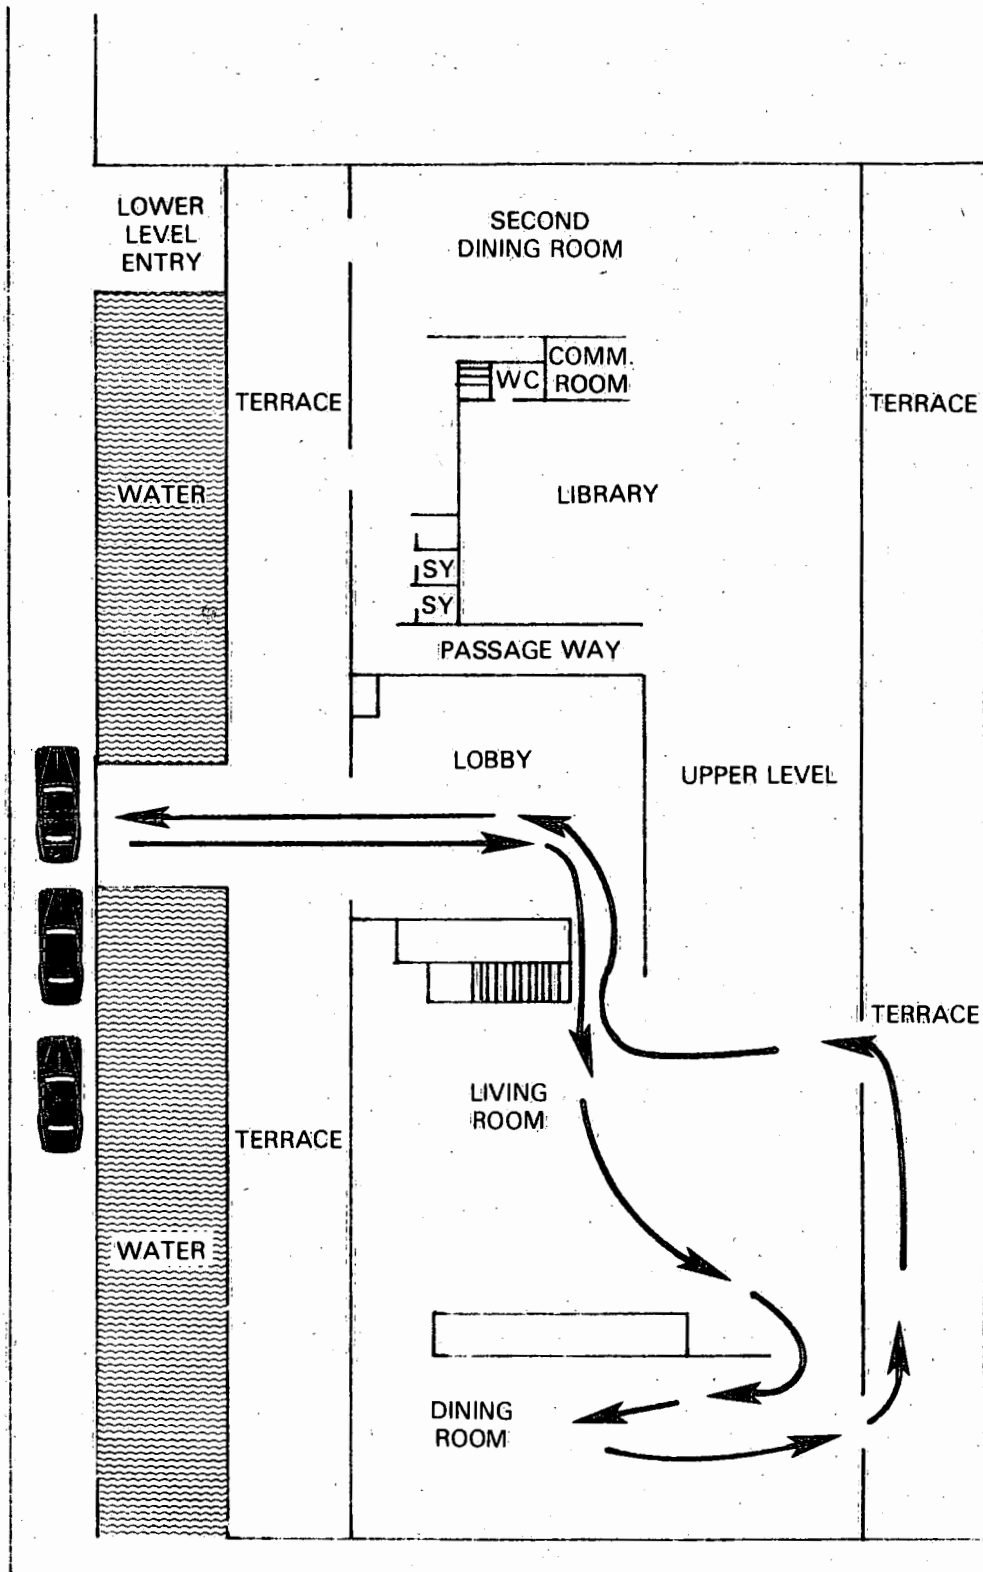 LOWER
LEVEL
ENTRY
SECOND
DINING ROOM
COMM.
ROOM
WC
TERRACE
TERRACE
WATER
LIBRARY
SY
SY
PASSAGE WAY
LOBBY
UPPER LEVEL
TERRACE
LIVING
ROOM
TERRACE
WATER
DINING
ROOM